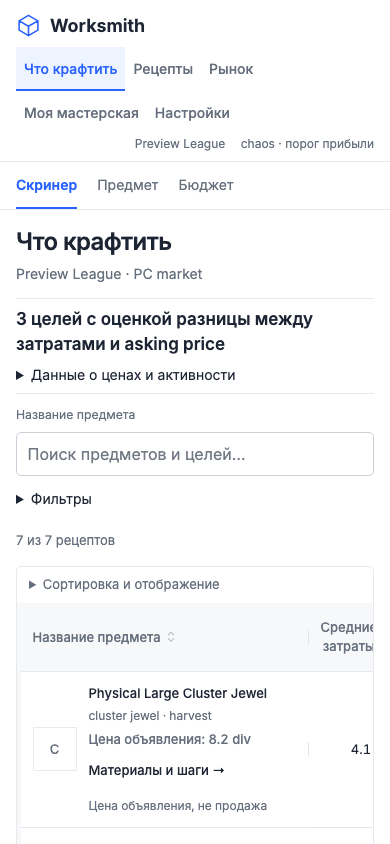 Worksmith
Что крафтить Рецепты Рынок
Моя мастерская Настройки
Preview League chaos · порог прибыли
Скринер Предмет Бюджет
Что крафтить
Preview League · PC market
3 целей с оценкой разницы между
затратами и asking price
Данные о ценах и активности
Название предмета
Поиск предметов и целей...
Фильтры
7 из 7 рецептов
Сортировка и отображение
Название предмета
Средние
затраты
Physical Large Cluster Jewel
cluster jewel · harvest
C
Цена объявления: 8.2 div
4.1
Материалы и шаги →
Цена объявления, не продажа